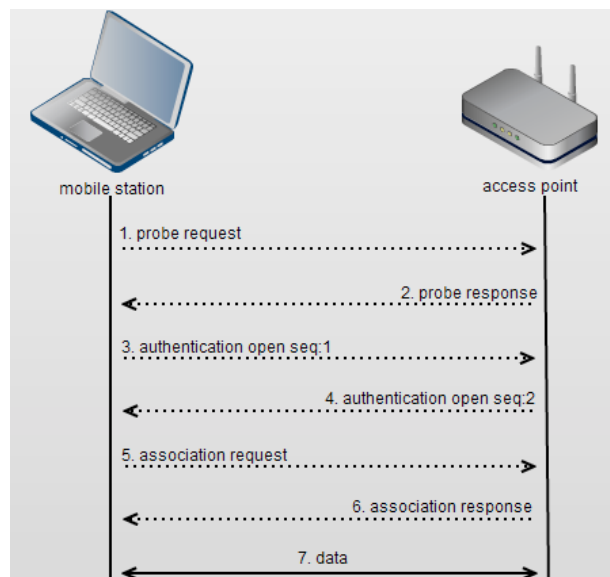 mobile station
access point
1. probe request
2. probe response
3. authentication open seq:1
4. authentication open seq:2
5. association request
6. association response
7. data